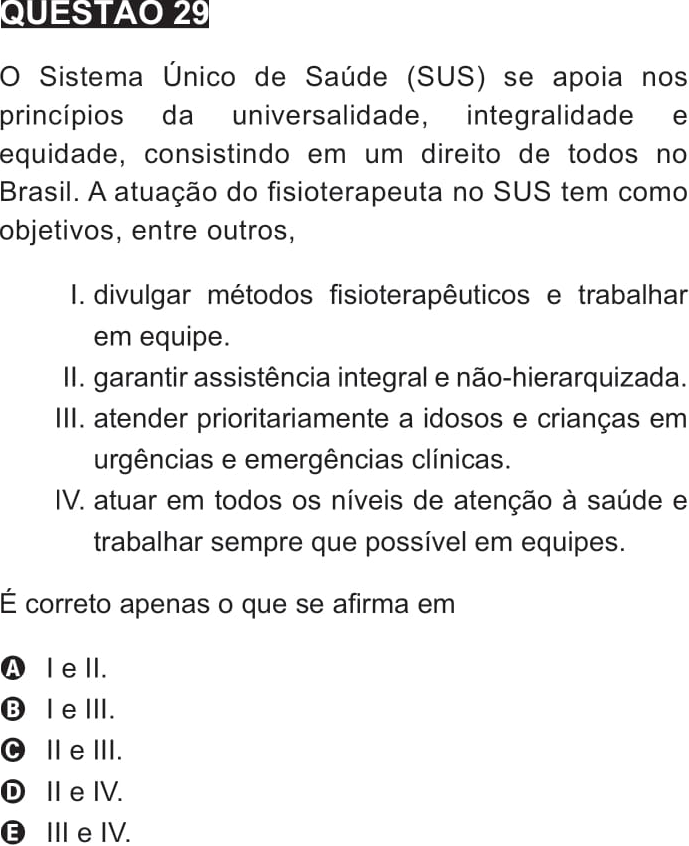 QUESTÃO 29
O Sistema Único de Saúde (SUS) se apoia nos
princípios da universalidade, integralidade e
equidade, consistindo em um direito de todos no
Brasil. A atuação do fisioterapeuta no SUS tem como
objetivos, entre outros,
I. divulgar métodos fisioterapêuticos e trabalhar
em equipe.
II. garantir assistência integral e não-hierarquizada.
III. atender prioritariamente a idosos e crianças em
urgências e emergências clínicas.
IV. atuar em todos os níveis de atenção à saúde e
trabalhar sempre que possível em equipes.
É correto apenas o que se afirma em
A I e II.
B I e III.
C II e III.
D II e IV.
E III e IV.